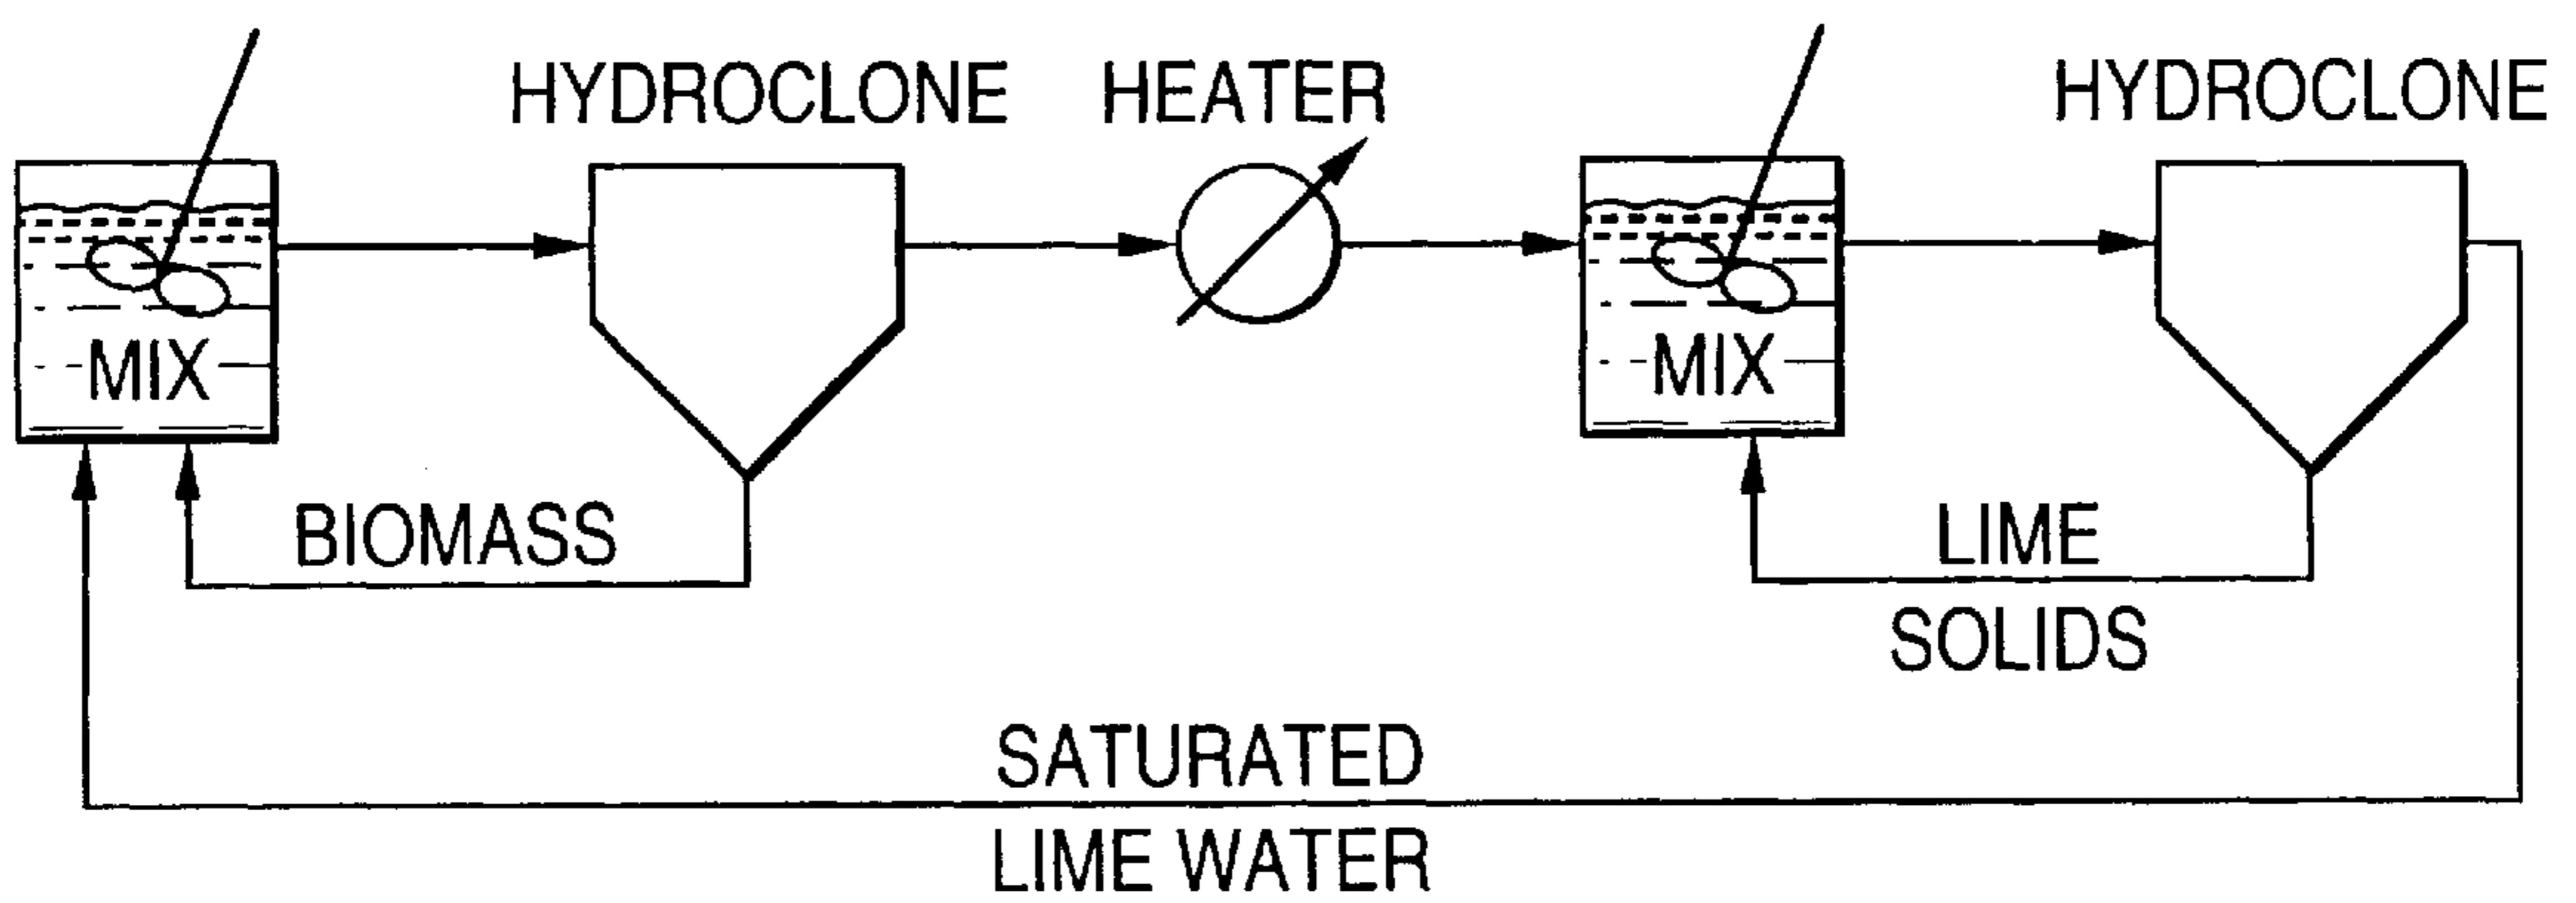 HYDROCLONE
HEATER
HYDROCLONE
MIX
MIX
BIOMASS
LIME
SOLIDS
SATURATED
LIME WATER